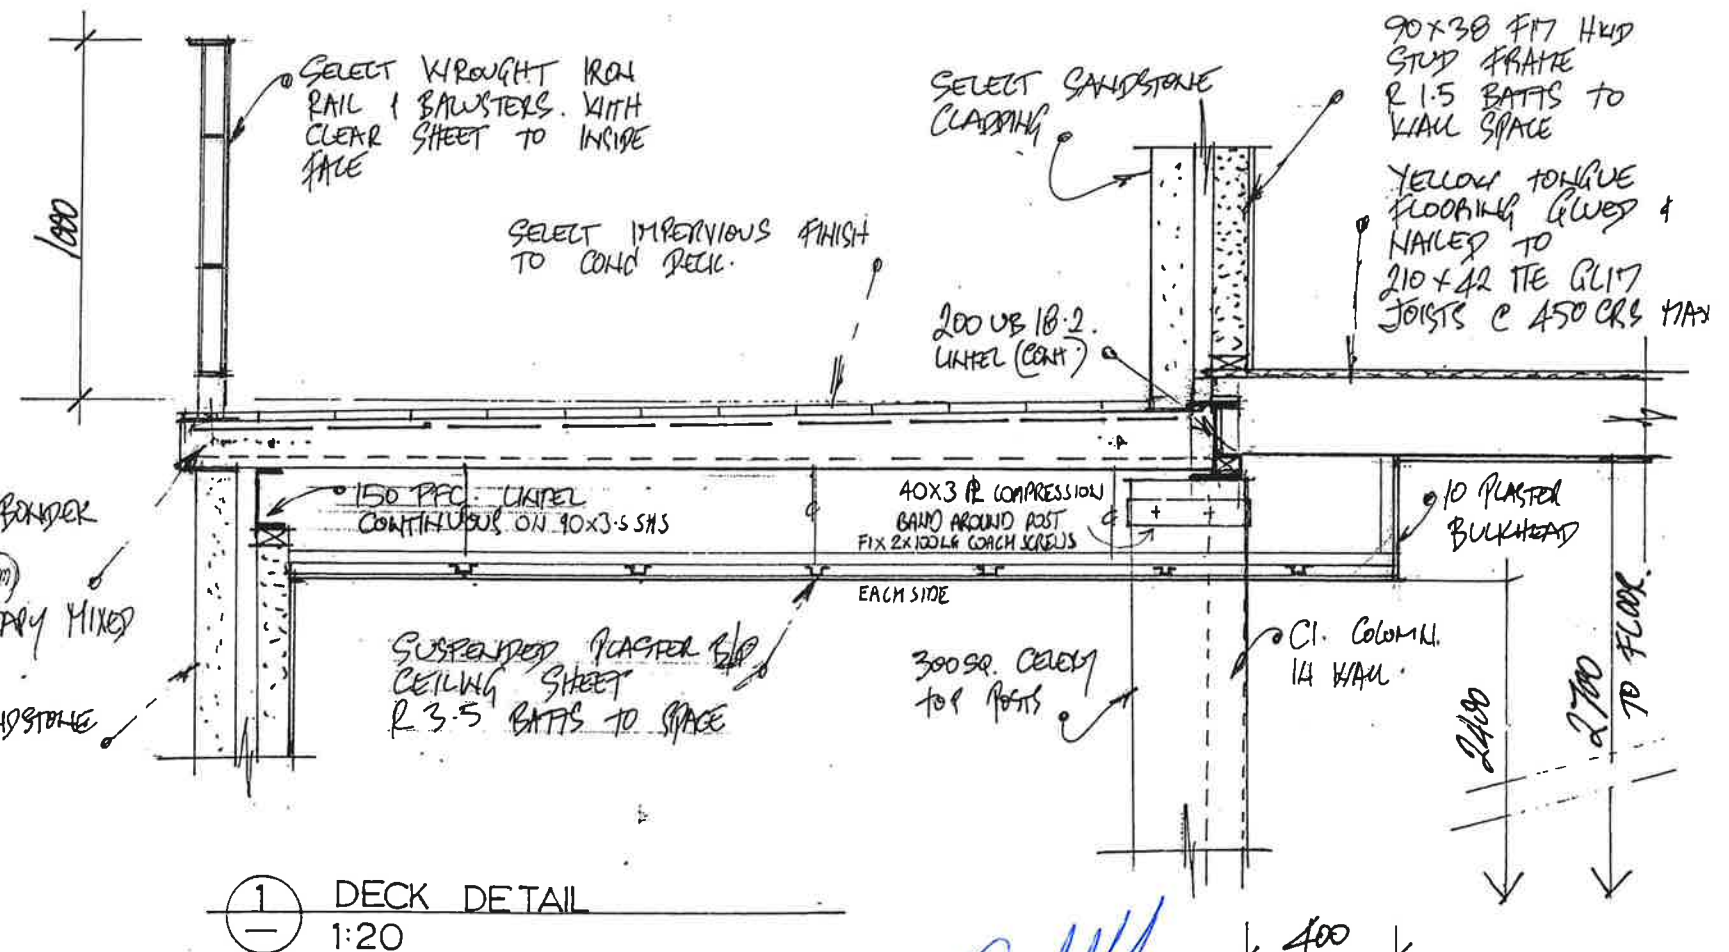 SELECT WROUGHT IRON
RAIL & BALUSTERS. WITH
CLEAR SHEET TO INSIDE
FACE
1000
SELECT IMPERVIOUS FINISH
TO CONC DECK.
SELECT SANDSTONE
CLADDING
90X38 F17 HWD
STUD FRAME
R 1.5 BATTS TO
WALL SPACE
YELLOW TONGUE
FLOORING GLUED &
NAILED TO
210 X 42 ITE GL17
JOISTS @ 450 CRS MAX
200 UB 18.2.
LINTEL (CONT.)
BONDER
MIXED
150 PFC. LINTEL
CONTINUOUS ON 90x3.5 SHS
40X3 PL COMPRESSION
BAND AROUND POST
FIX 2X100LG COACH SCREWS
EACH SIDE
10 PLASTER
BULKHEAD
SUSPENDED PLASTER B/D
CEILING SHEET
R 3.5 BATTS TO SPACE
300 SQ. CELERY
TOP POSTS
C1. COLUMN.
IN WALL.
2400
2700
TO FLOOR.
1 DECK DETAIL
1:20
400